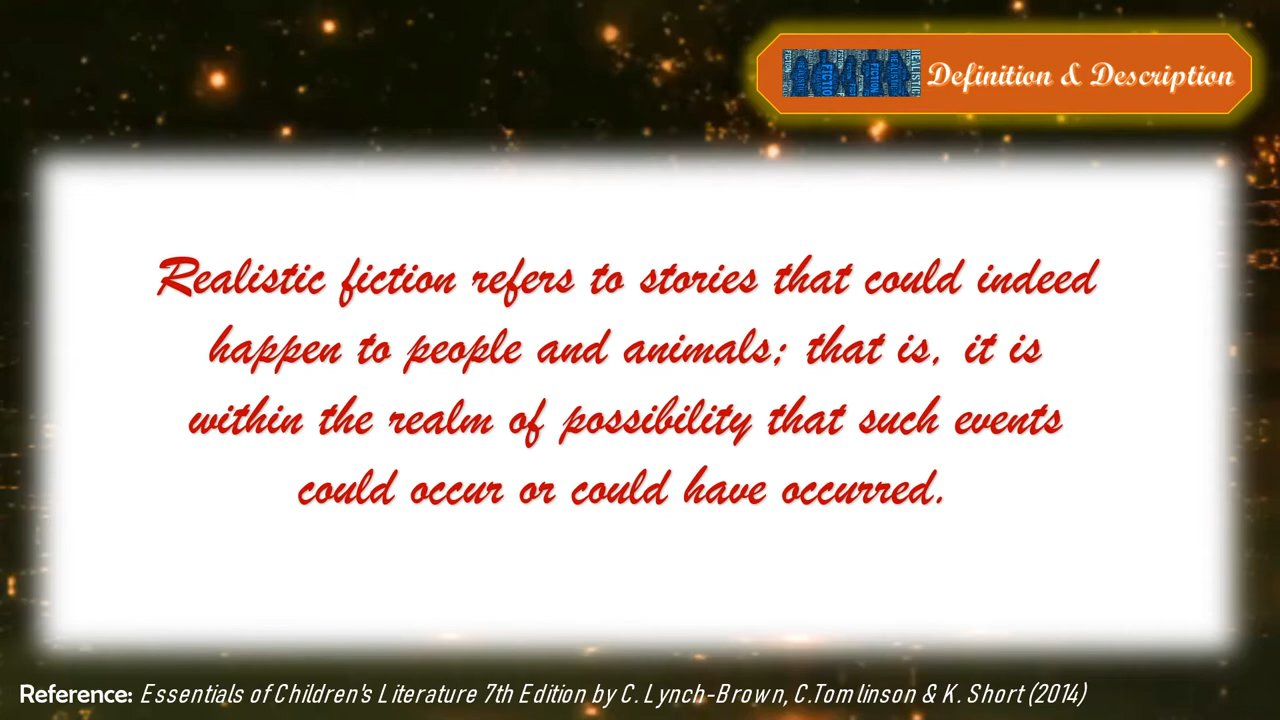 FICTION REALISTIC
Definition & Description
Realistic fiction refers to stories that could indeed
happen to people and animals; that is, it is
within the realm of possibility that such events
could occur or could have occurred.
Reference: Essentials of Children's Literature 7th Edition by C. Lynch-Brown, C.Tomlinson & K. Short (2014)